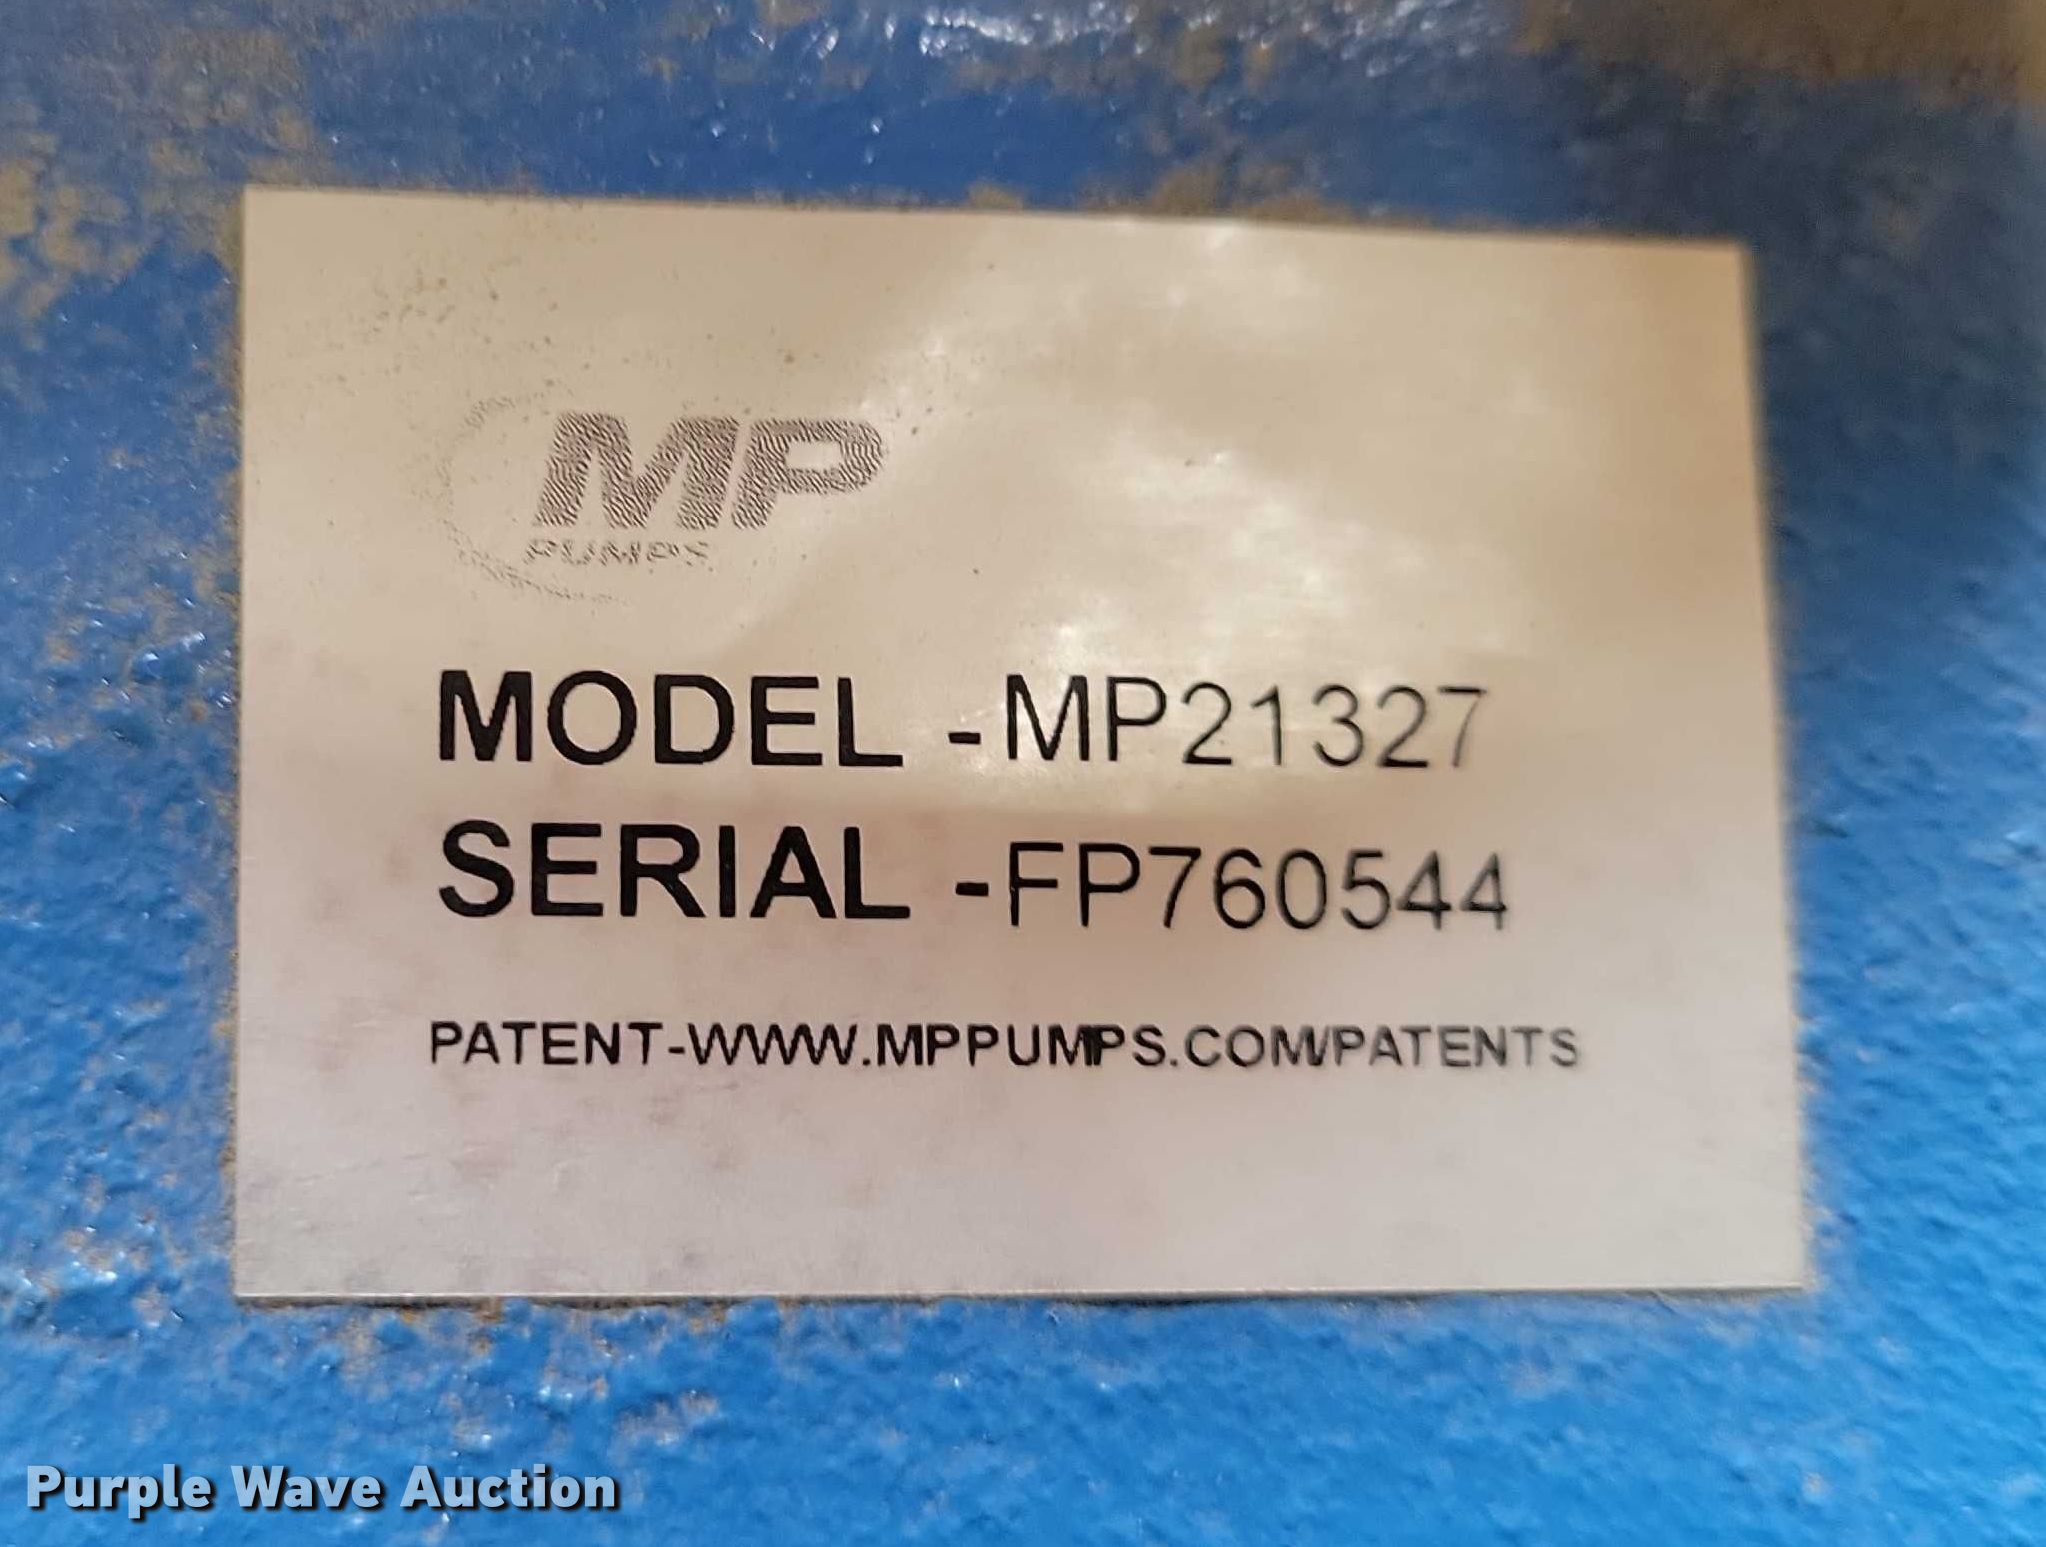 MP
PUMPS
MODEL -MP21327
SERIAL -FP760544
PATENT-WWW.MPPUMPS.COM/PATENTS
Purple Wave Auction